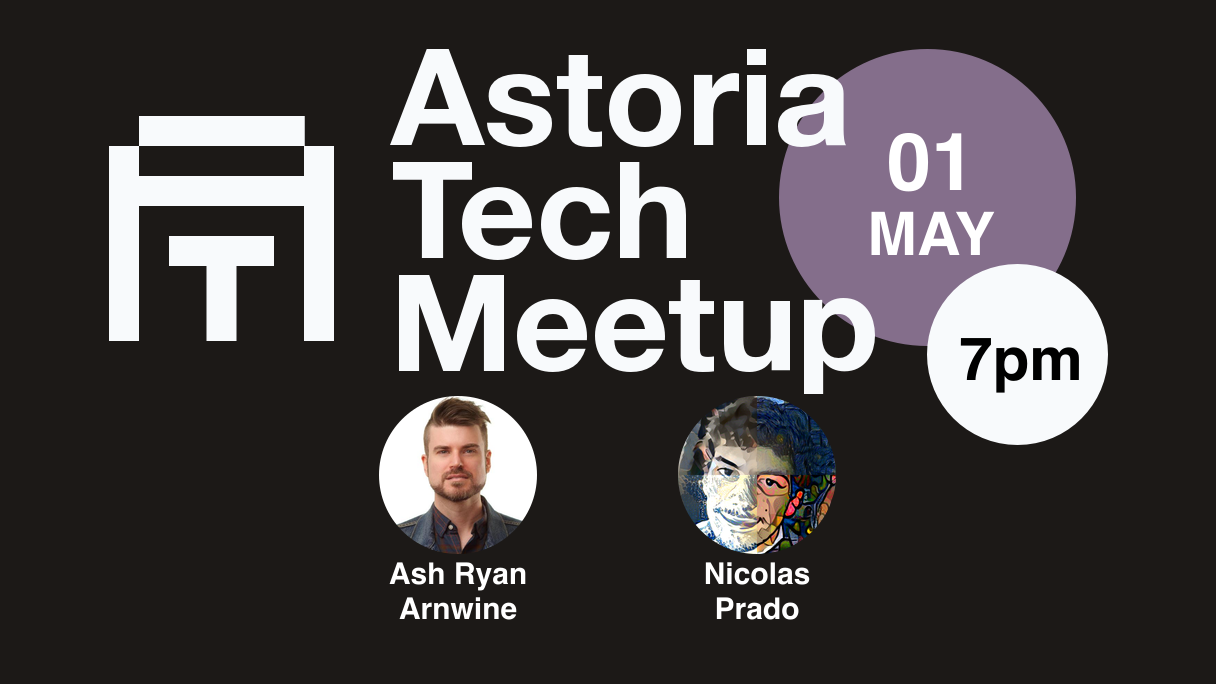 Astoria
Tech
Meetup
01
MAY
7pm
Ash Ryan
Arnwine
Nicolas
Prado